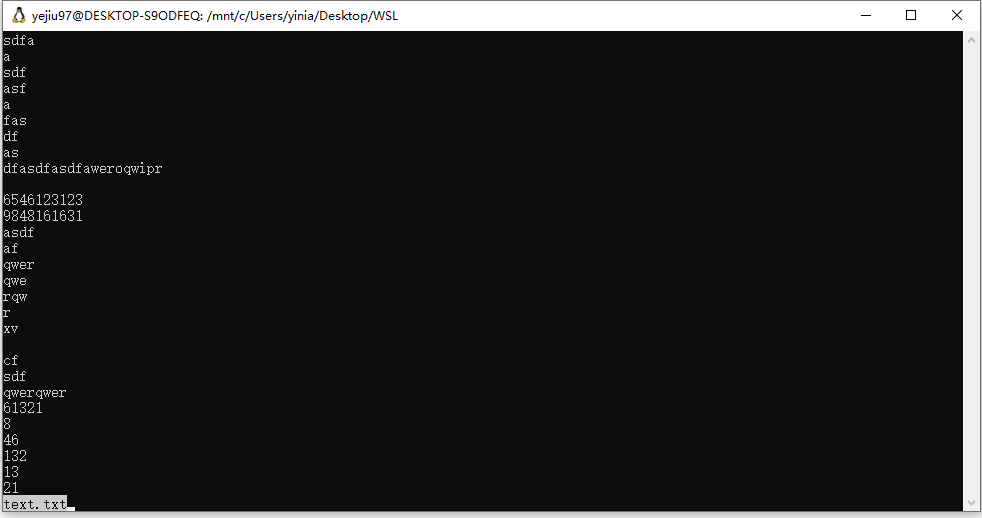 yejiu97@DESKTOP-S9ODFEQ: /mnt/c/Users/yinia/Desktop/WSL
sdfa
a
sdf
asf
a
fas
df
as
dfasdfasdfaweroqwipr
6546123123
9848161631
asdf
af
qwer
qwe
rqw
r
xv
cf
sdf
qwerqwer
61321
8
46
132
13
21
text.txt